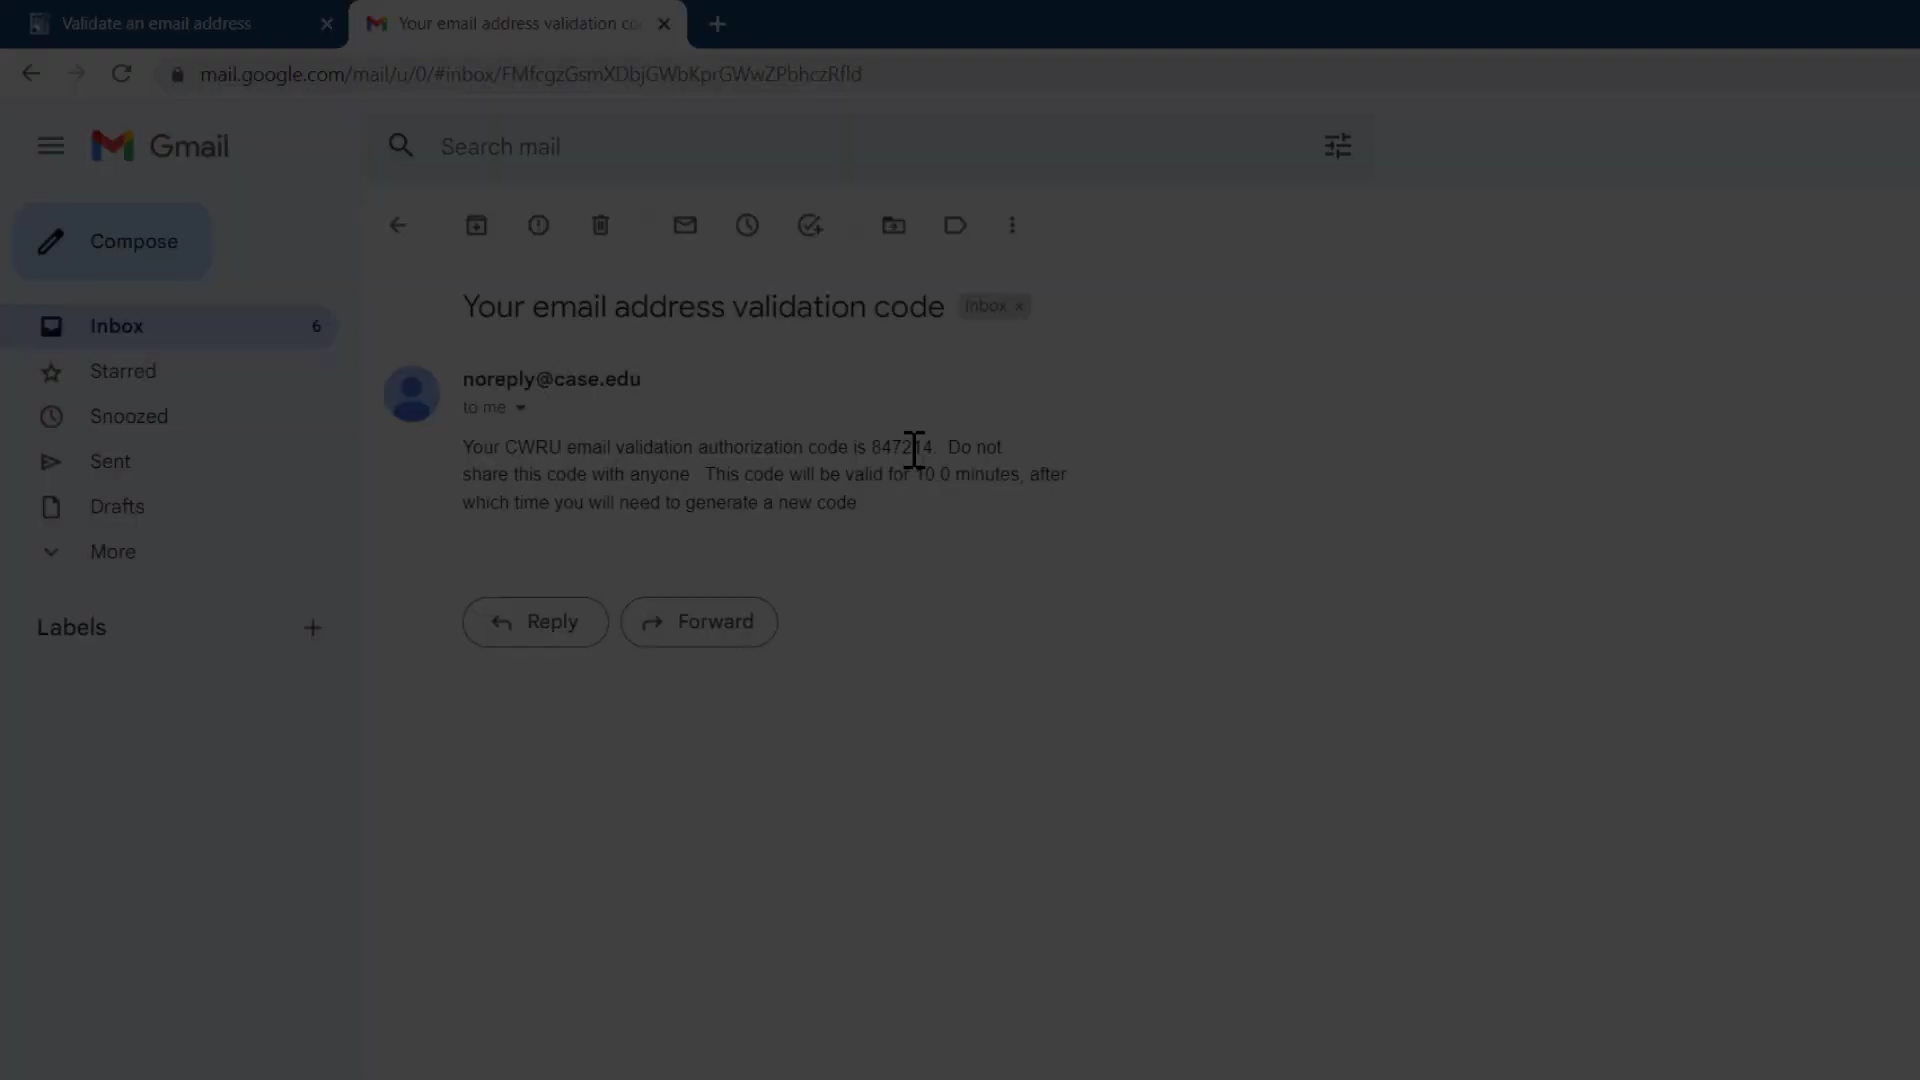 Validate an email address
Your email address validation co
mail.google.com/mail/u/0/#inbox/FMfcgzGsmXDbjGWbKprGWwZPbhczRfld
Gmail
Search mail
Compose
Your email address validation code
Inbox ×
Inbox 6
Starred
Snoozed
Sent
Drafts
More
Labels
noreply@case.edu
to me
Your CWRU email validation authorization code is 847214. Do not
share this code with anyone This code will be valid for 10 0 minutes, after
which time you will need to generate a new code
Reply
Forward